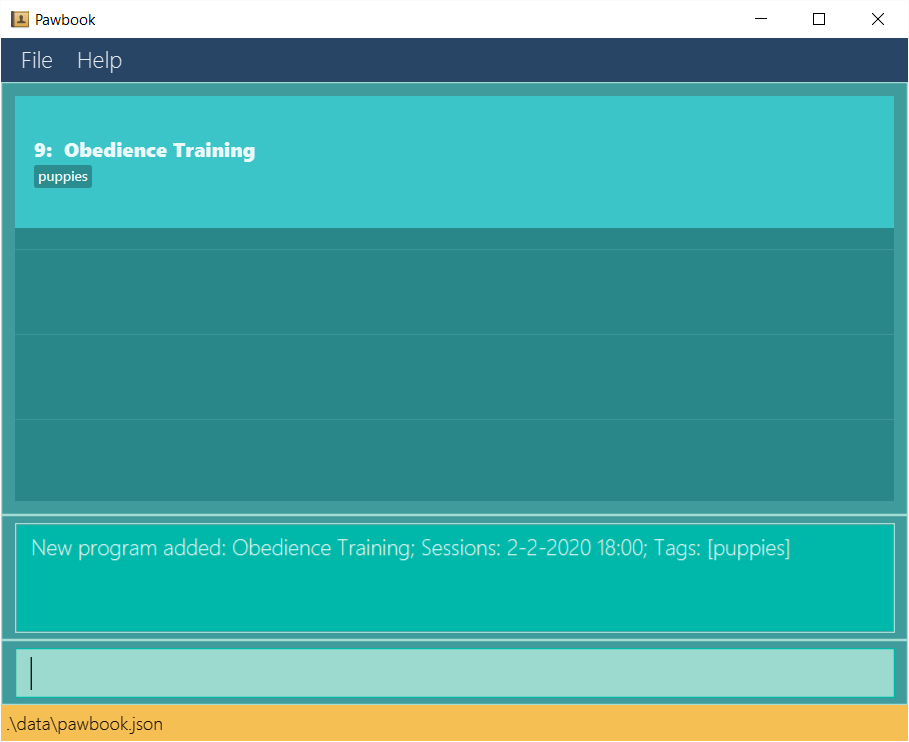 Pawbook
File Help
9: Obedience Training
puppies
New program added: Obedience Training; Sessions: 2-2-2020 18:00; Tags: [puppies]
.\data\pawbook.json